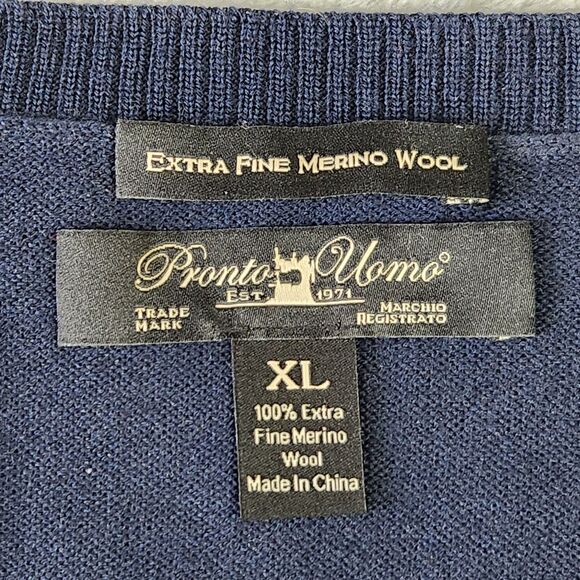 EXTRA FINE MERINO WOOL
Pronto Uomo®
EST 1971
TRADE MARK
MARCHIO REGISTRATO
XL
100% Extra
Fine Merino
Wool
Made In China